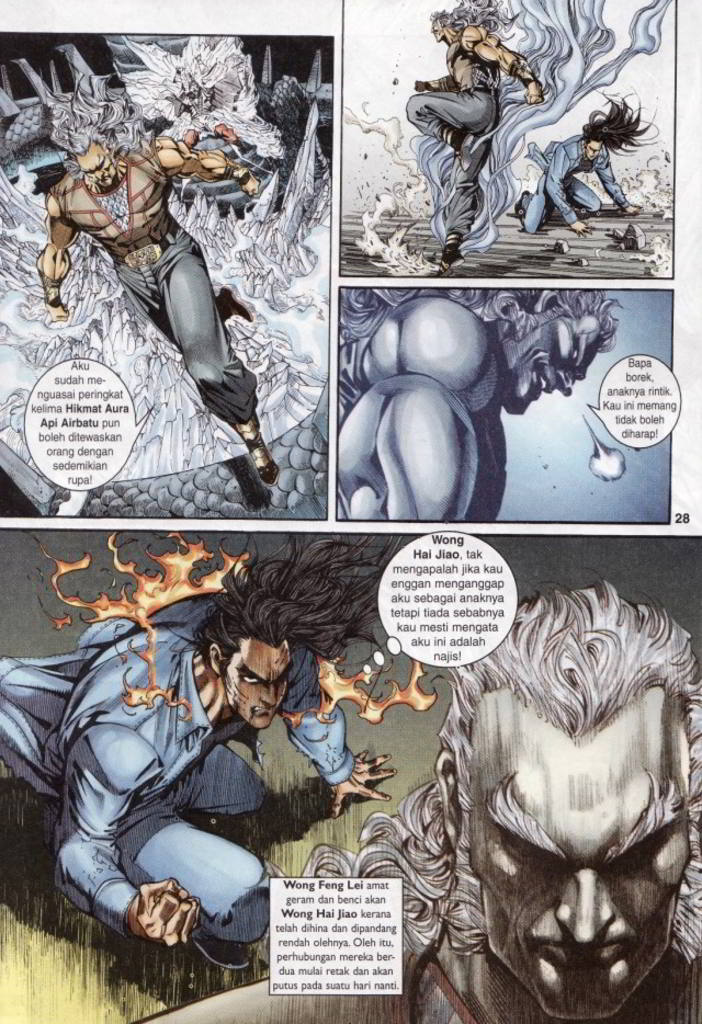 Aku
sudah me-
nguasai peringkat
kelima Hikmat Aura
Api Airbatu pun
boleh ditewaskan
orang dengan
sedemikian
rupa!
Bapa
borek,
anaknya rintik.
Kau ini memang
tidak boleh
diharap!
28
Wong
Hai Jiao, tak
mengapalah jika kau
enggan menganggap
aku sebagai anaknya
tetapi tiada sebabnya
kau mesti mengata
aku ini adalah
najis!
Wong Feng Lei amat
geram dan benci akan
Wong Hai Jiao kerana
telah dihina dan dipandang
rendah olehnya. Oleh itu,
perhubungan mereka ber-
dua mulai retak dan akan
putus pada suatu hari nanti.